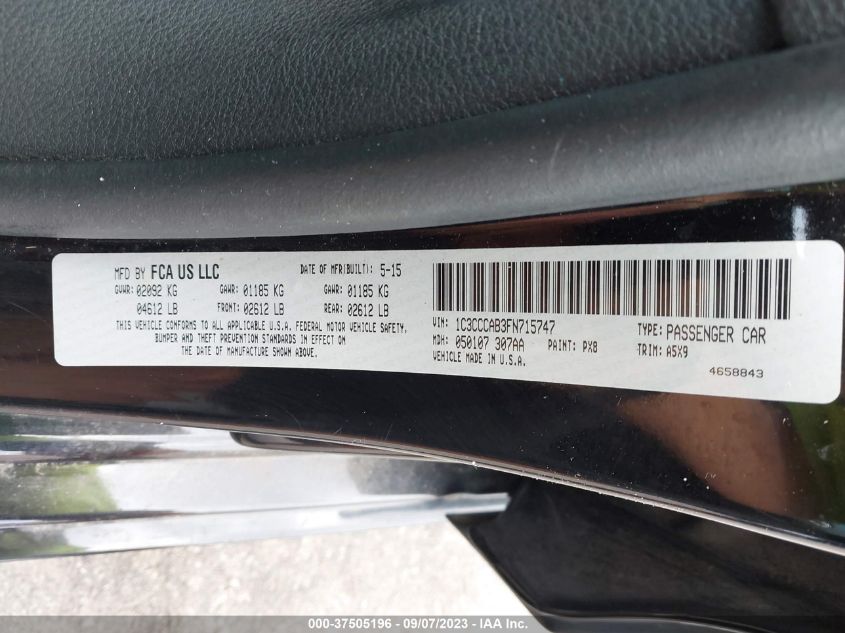 MFD BY FCA US LLC DATE OF MFR(BUILT): 5-15
GVWR: 02092 KG GAWR: 01185 KG GAWR: 01185 KG
04612 LB FRONT: 02612 LB REAR: 02612 LB
THIS VEHICLE CONFORMS TO ALL APPLICABLE U.S.A. FEDERAL MOTOR VEHICLE SAFETY,
BUMPER AND THEFT PREVENTION STANDARDS IN EFFECT ON
THE DATE OF MANUFACTURE SHOWN ABOVE.
VIN: 1C3CCCAB3FN715747 TYPE: PASSENGER CAR
MDH: 050107 307AA PAINT: PX8 TRIM: A5X9
VEHICLE MADE IN U.S.A.
4658843
000-37505196 - 09/07/2023 - © IAA Inc.